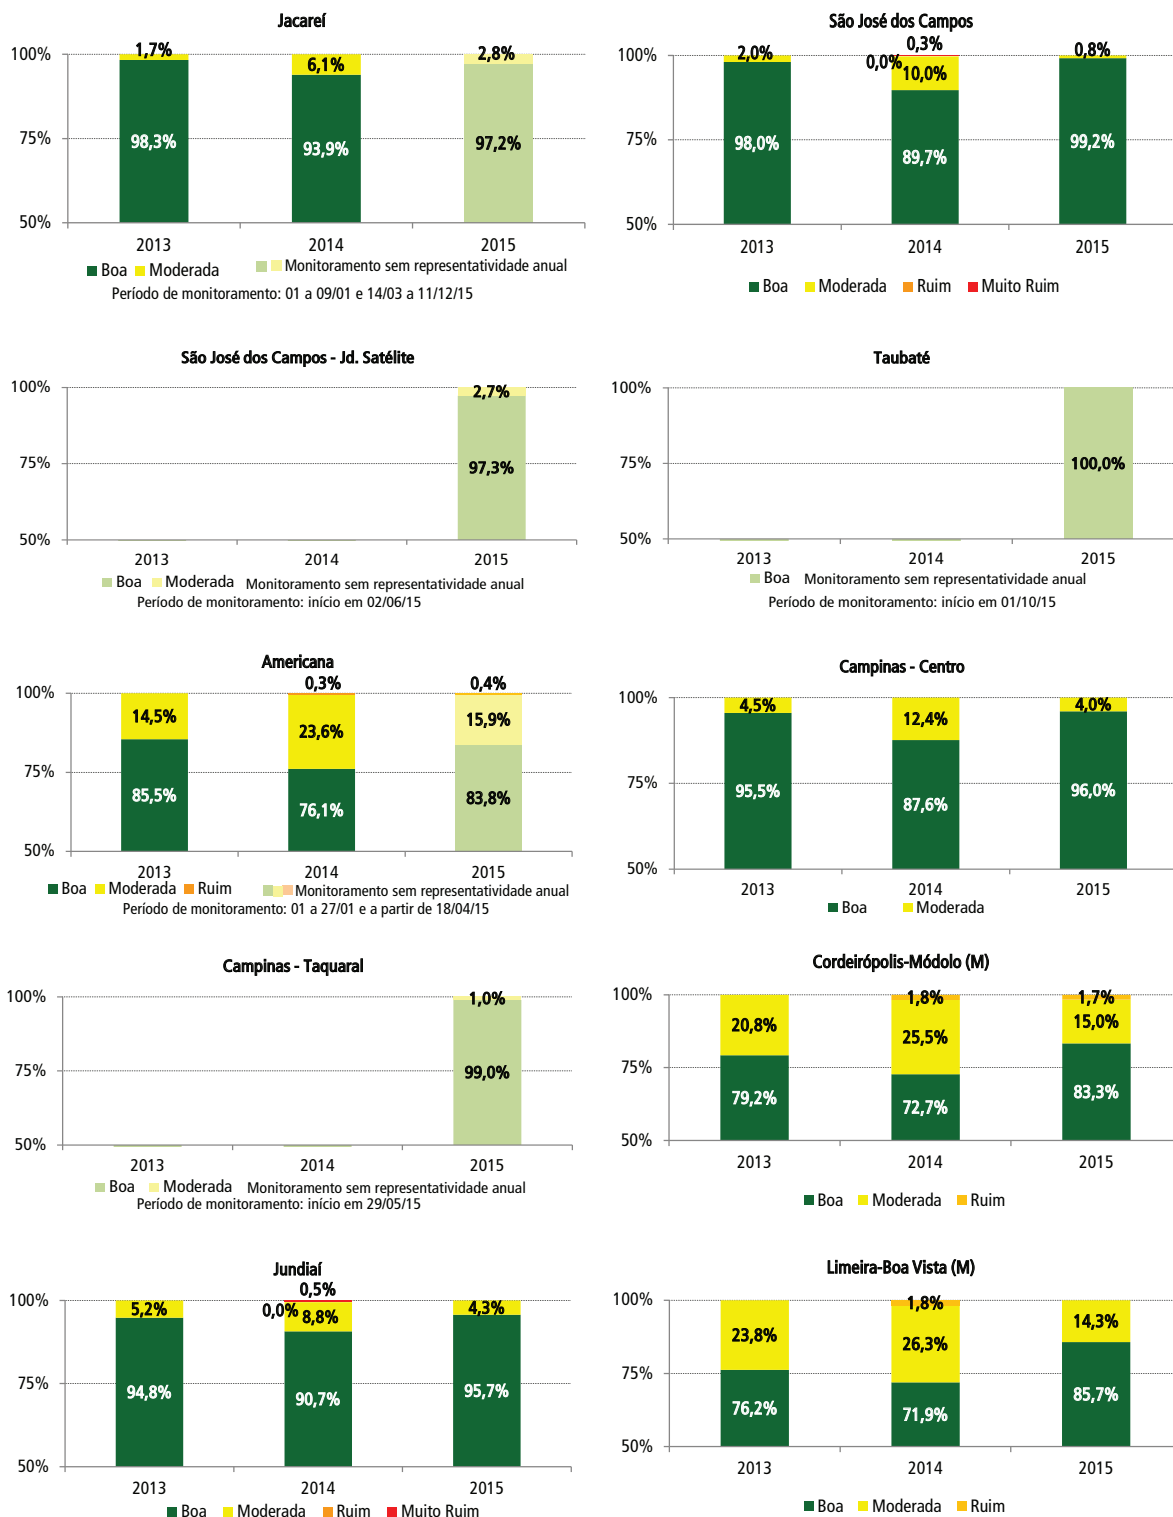 Jacareí
100%
75%
50%
1,7%
98,3%
6,1%
93,9%
2,8%
97,2%
2013 2014 2015
Boa Moderada Monitoramento sem representatividade anual
Período de monitoramento: 01 a 09/01 e 14/03 a 11/12/15
São José dos Campos
100%
75%
50%
2,0%
98,0%
0,3%
0,0%
10,0%
89,7%
0,8%
99,2%
2013 2014 2015
Boa Moderada Ruim Muito Ruim
São José dos Campos - Jd. Satélite
100%
75%
50%
2,7%
97,3%
2013 2014 2015
Boa Moderada Monitoramento sem representatividade anual
Período de monitoramento: início em 02/06/15
Taubaté
100%
75%
50%
100,0%
2013 2014 2015
Boa Monitoramento sem representatividade anual
Período de monitoramento: início em 01/10/15
Americana
100%
75%
50%
14,5%
85,5%
0,3%
23,6%
76,1%
0,4%
15,9%
83,8%
2013 2014 2015
Boa Moderada Ruim Monitoramento sem representatividade anual
Período de monitoramento: 01 a 27/01 e a partir de 18/04/15
Campinas - Centro
100%
75%
50%
4,5%
95,5%
12,4%
87,6%
4,0%
96,0%
2013 2014 2015
Boa Moderada
Campinas - Taquaral
100%
75%
50%
1,0%
99,0%
2013 2014 2015
Boa Moderada Monitoramento sem representatividade anual
Período de monitoramento: início em 29/05/15
Cordeirópolis-Módolo (M)
100%
75%
50%
20,8%
79,2%
1,8%
25,5%
72,7%
1,7%
15,0%
83,3%
2013 2014 2015
Boa Moderada Ruim
Jundiaí
100%
75%
50%
5,2%
94,8%
0,5%
0,0%
8,8%
90,7%
4,3%
95,7%
2013 2014 2015
Boa Moderada Ruim Muito Ruim
Limeira-Boa Vista (M)
100%
75%
50%
23,8%
76,2%
1,8%
26,3%
71,9%
14,3%
85,7%
2013 2014 2015
Boa Moderada Ruim